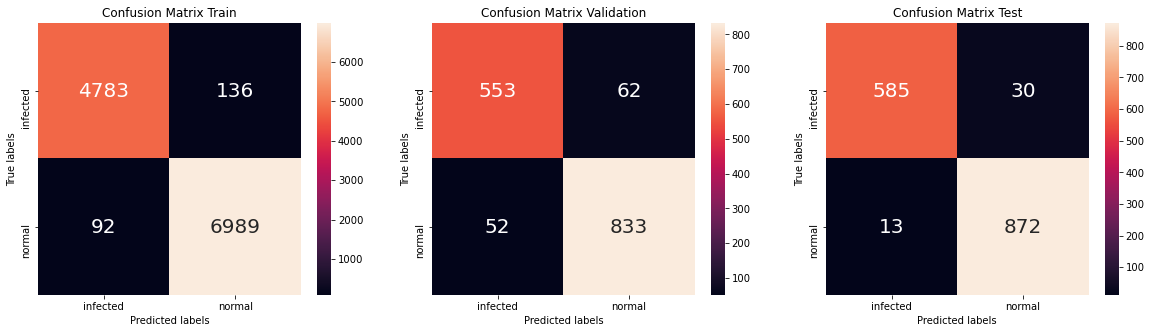 Confusion Matrix Train
infected
normal
True labels
4783
136
92
6989
infected
normal
Predicted labels
6000
5000
4000
3000
2000
1000
Confusion Matrix Validation
infected
normal
True labels
553
62
52
833
infected
normal
Predicted labels
800
700
600
500
400
300
200
100
Confusion Matrix Test
infected
normal
True labels
585
30
13
872
infected
normal
Predicted labels
800
700
600
500
400
300
200
100